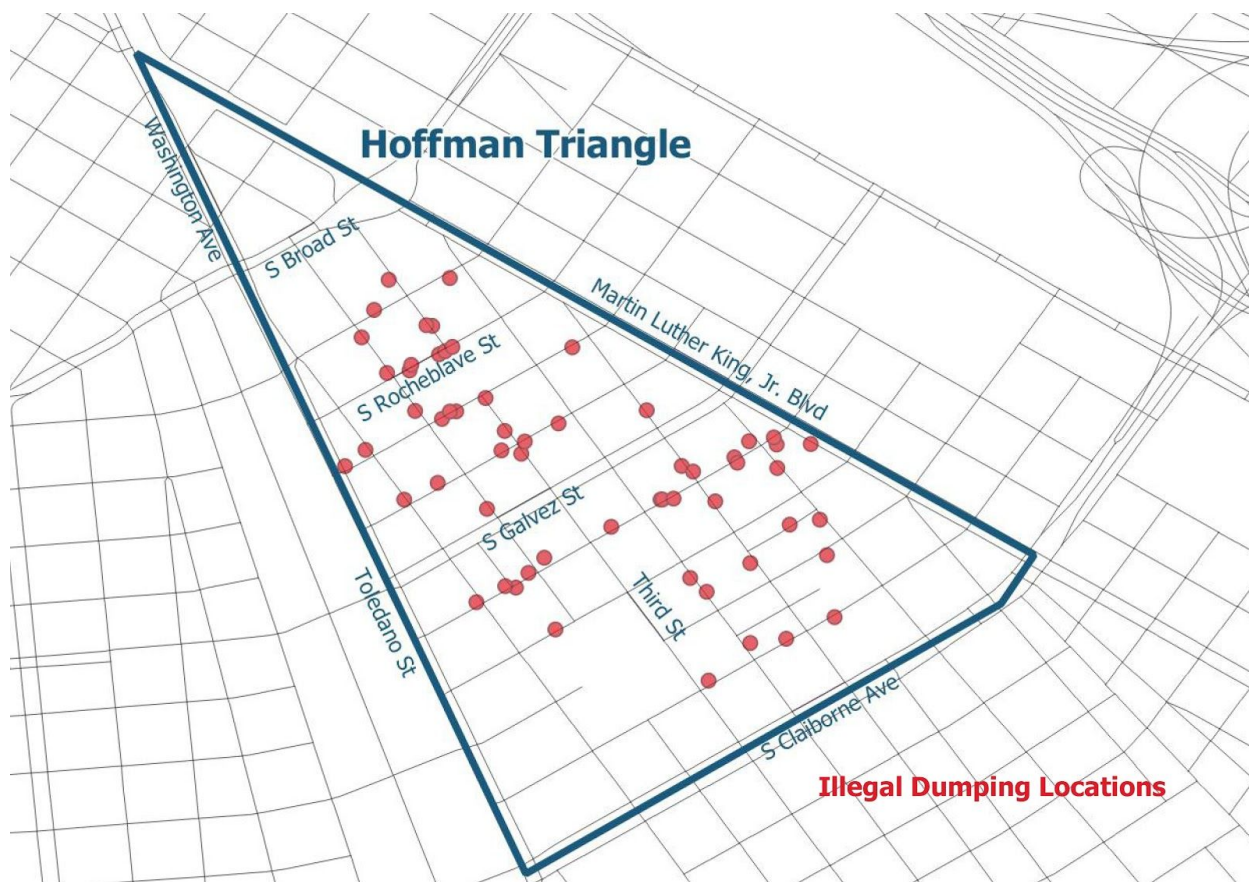 Hoffman Triangle
Washington Ave
S Broad St
Martin Luther King, Jr. Blvd
S Rocheblave St
S Galvez St
Toledano St
Third St
S Claiborne Ave
Illegal Dumping Locations